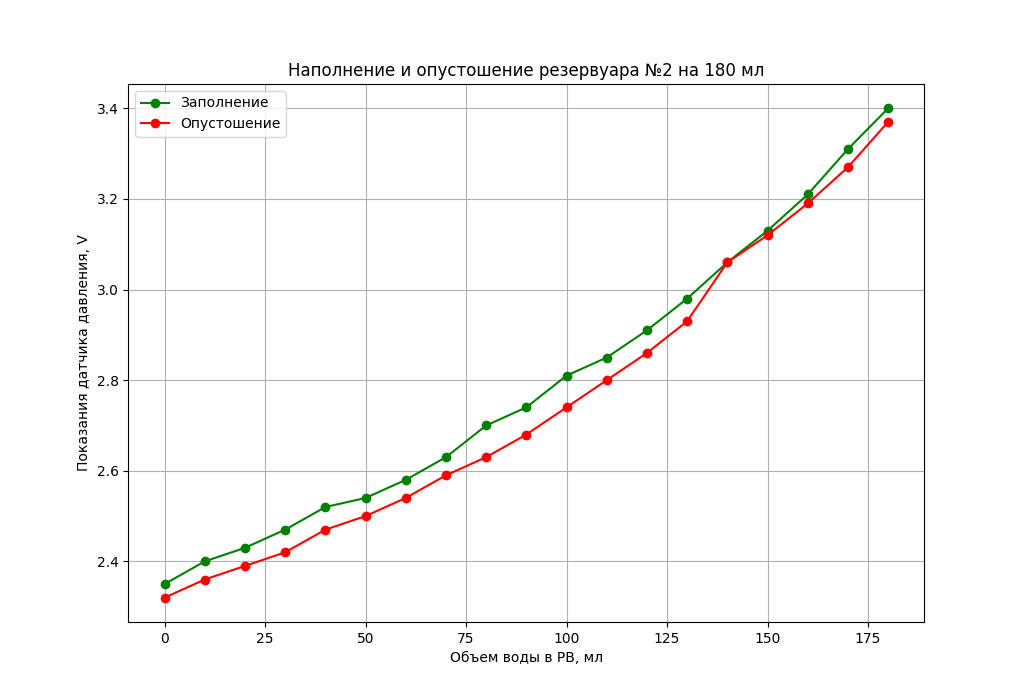 Наполнение и опустошение резервуара №2 на 180 мл
Заполнение
Опустошение
Показания датчика давления, V
3.4
3.2
3.0
2.8
2.6
2.4
0 25 50 75 100 125 150 175
Объем воды в РВ, мл